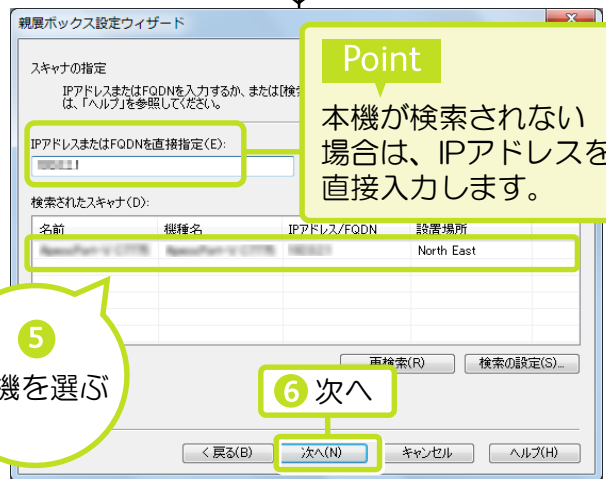 親展ボックス設定ウィザード
スキャナの指定
IPアドレスまたはFQDNを入力するか、または[検
は、「ヘルプ」を参照してください。
Point
本機が検索されない
場合は、IPアドレスを
直接入力します。
IPアドレスまたはFQDNを直接指定(E):
検索されたスキャナ(D):
名前 機種名 IPアドレス/FQDN 設置場所
North East
5
機を選ぶ
再検索(R) 検索の設定(S)...
6 次へ
< 戻る(B) 次へ(N) キャンセル ヘルプ(H)